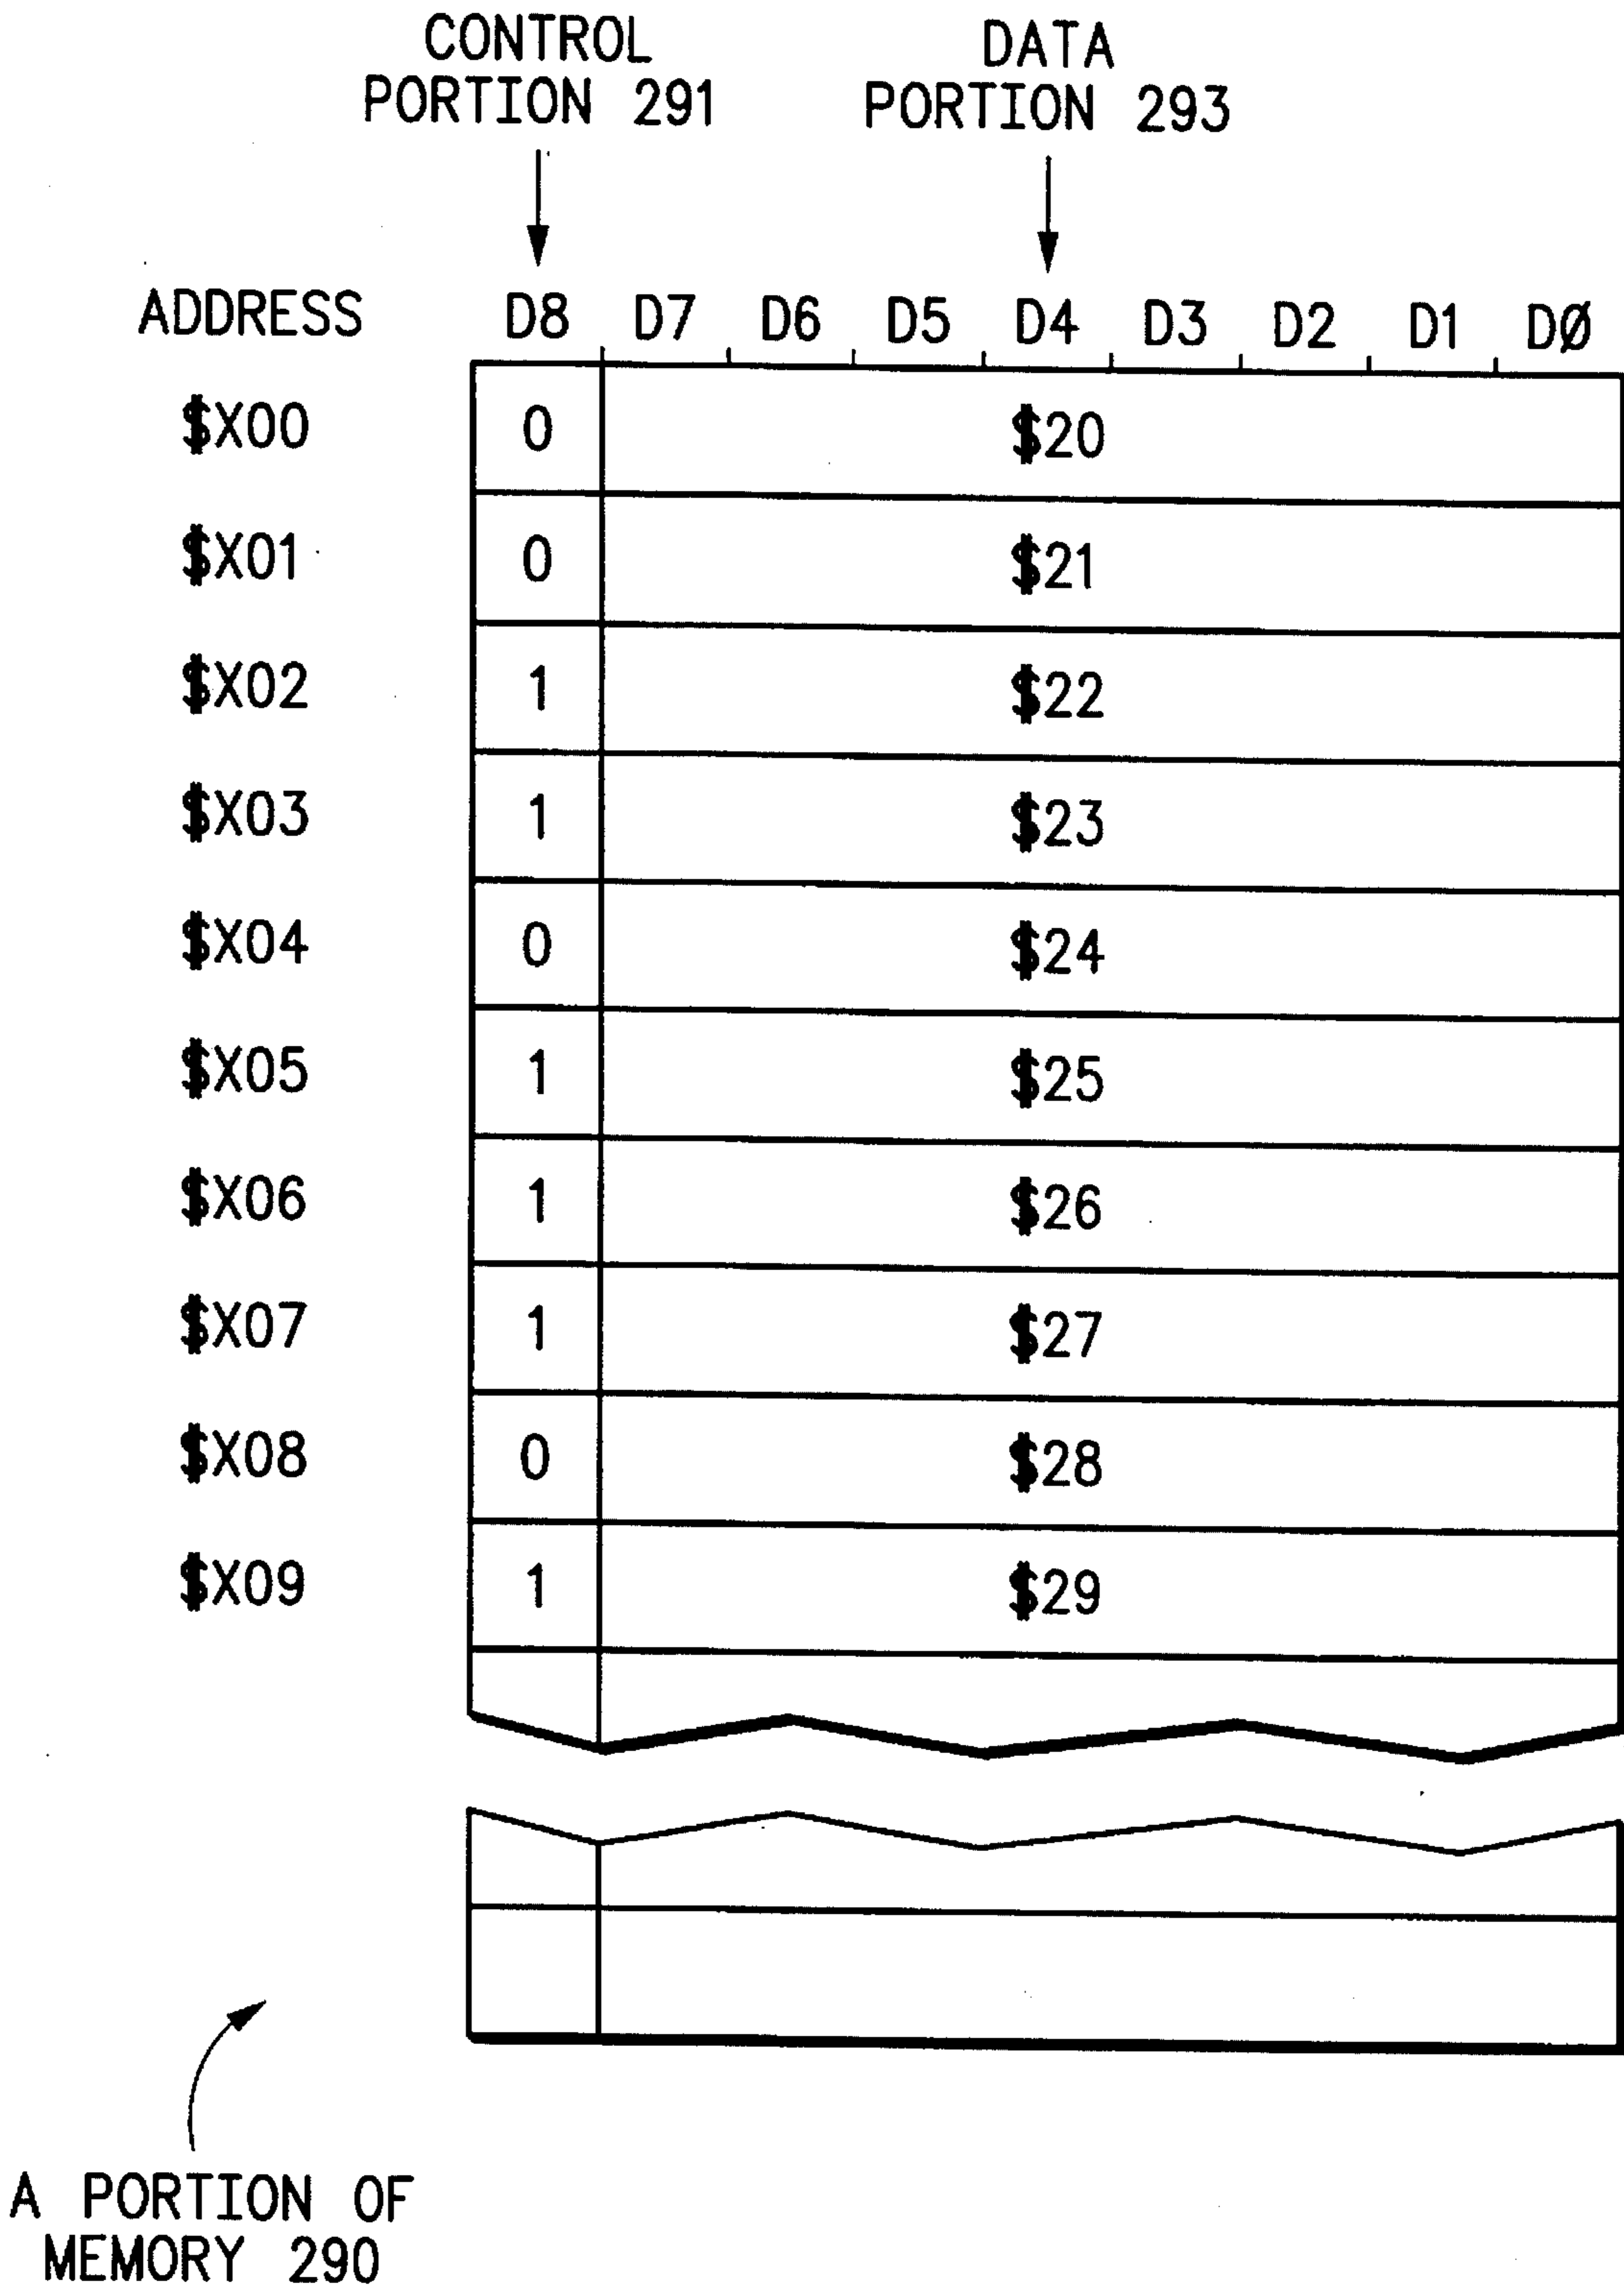 CONTROL
PORTION 291
DATA
PORTION 293
ADDRESS D8 D7 D6 D5 D4 D3 D2 D1 DØ
$X00 0 $20
$X01 0 $21
$X02 1 $22
$X03 1 $23
$X04 0 $24
$X05 1 $25
$X06 1 $26
$X07 1 $27
$X08 0 $28
$X09 1 $29
A PORTION OF
MEMORY 290